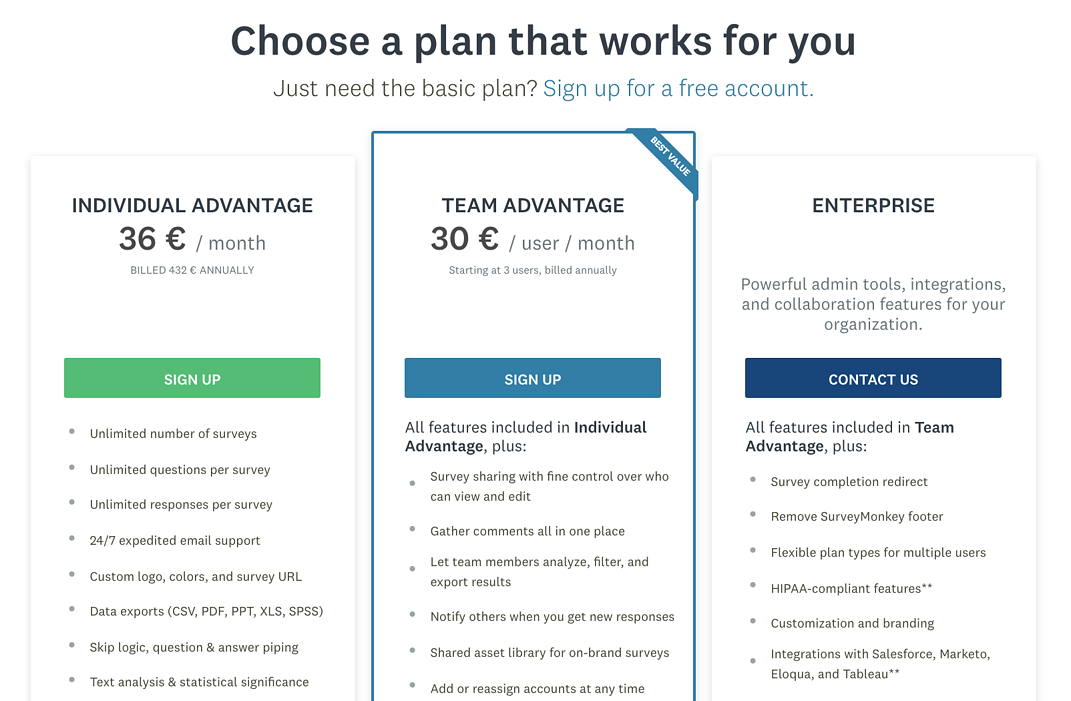 Choose a plan that works for you
Just need the basic plan? Sign up for a free account.
INDIVIDUAL ADVANTAGE
36 € / month
BILLED 432 € ANNUALLY
SIGN UP
Unlimited number of surveys
Unlimited questions per survey
Unlimited responses per survey
24/7 expedited email support
Custom logo, colors, and survey URL
Data exports (CSV, PDF, PPT, XLS, SPSS)
Skip logic, question & answer piping
Text analysis & statistical significance
BEST VALUE
TEAM ADVANTAGE
30 € / user / month
Starting at 3 users, billed annually
SIGN UP
All features included in Individual
Advantage, plus:
Survey sharing with fine control over who
can view and edit
Gather comments all in one place
Let team members analyze, filter, and
export results
Notify others when you get new responses
Shared asset library for on-brand surveys
Add or reassign accounts at any time
ENTERPRISE
Powerful admin tools, integrations,
and collaboration features for your
organization.
CONTACT US
All features included in Team
Advantage, plus:
Survey completion redirect
Remove SurveyMonkey footer
Flexible plan types for multiple users
HIPAA-compliant features**
Customization and branding
Integrations with Salesforce, Marketo,
Eloqua, and Tableau**